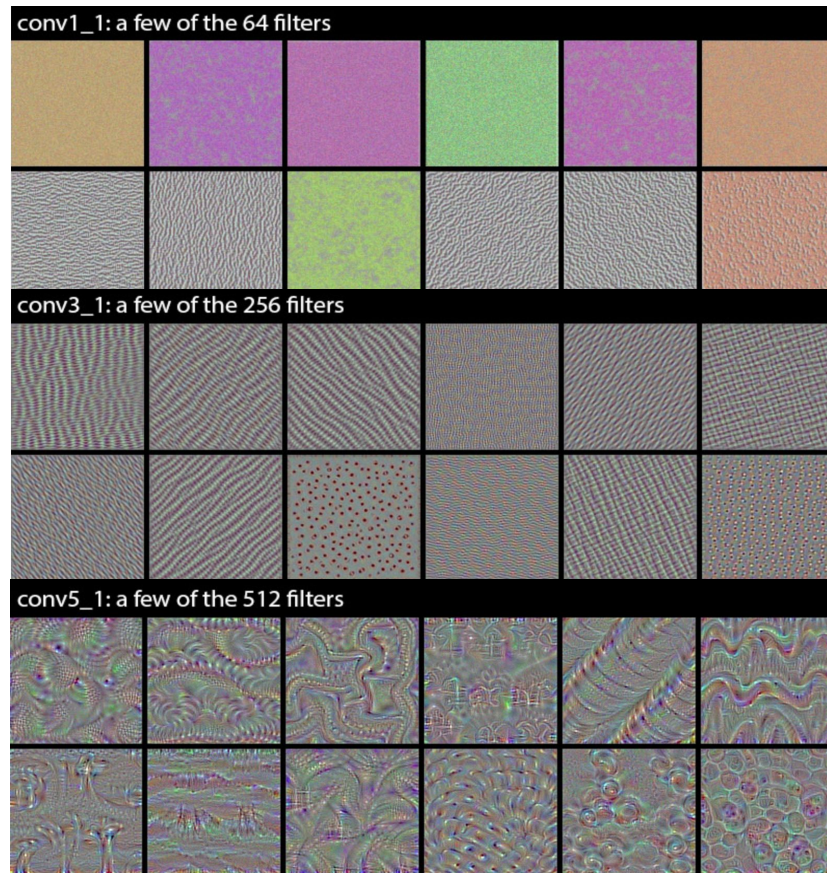 conv1_1: a few of the 64 filters
conv3_1: a few of the 256 filters
conv5_1: a few of the 512 filters